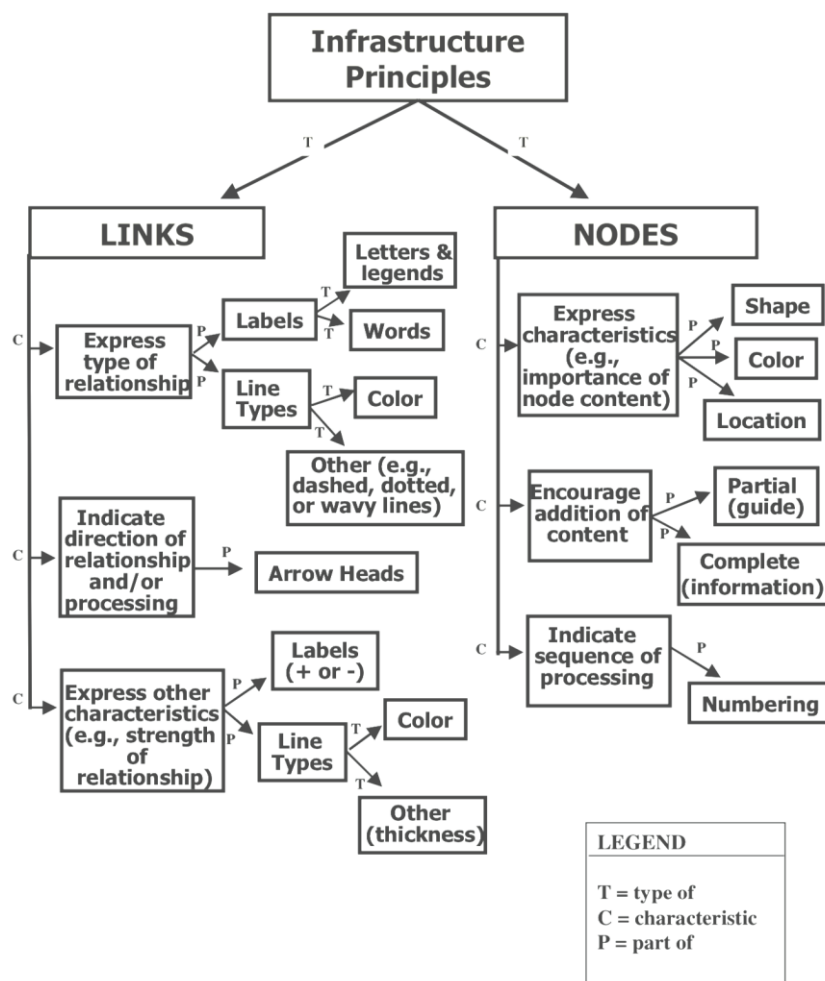 Infrastructure
Principles
T
T
LINKS
C
Express
type of
relationship
P
P
Labels
T
T
Letters &
legends
Words
Line
Types
T
T
Color
Other (e.g.,
dashed, dotted,
or wavy lines)
C
Indicate
direction of
relationship
and/or
processing
P
Arrow Heads
C
Express other
characteristics
(e.g., strength
of
relationship)
P
P
Labels
(+ or -)
Line
Types
T
T
Color
Other
(thickness)
NODES
C
Express
characteristics
(e.g.,
importance of
node content)
P
P
P
Shape
Color
Location
C
Encourage
addition of
content
P
P
Partial
(guide)
Complete
(information)
C
Indicate
sequence of
processing
P
Numbering
LEGEND
T = type of
C = characteristic
P = part of